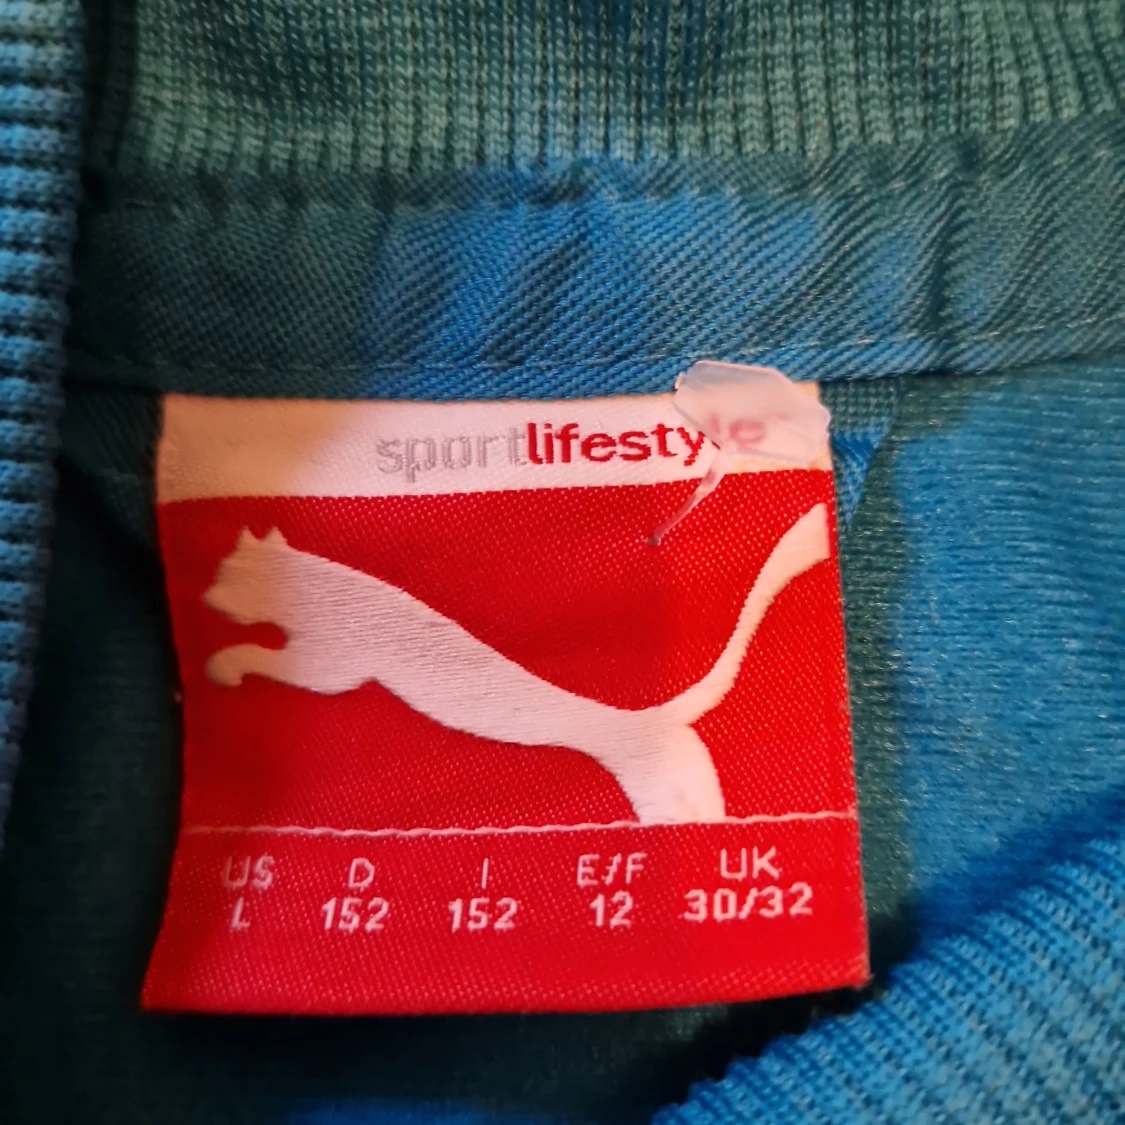 sportlifestyle
US D I E/F UK
L 152 152 12 30/32